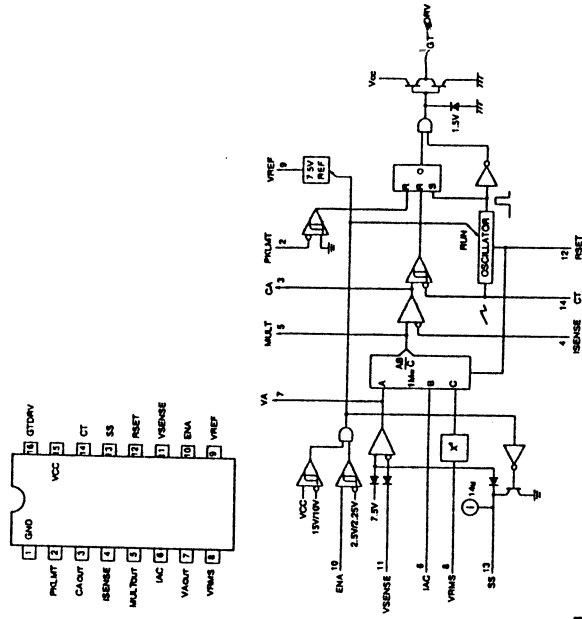 1 GND
2 PKLMT
3 CAOUT
4 ISENSE
5 MULTOUT
6 IAC
7 VAOUT
8 VRMS
16 GTDRV
15 VCC
14 CT
13 SS
12 RSET
11 VSENSE
10 ENA
9 VREF
VA
7
MULT
5
CA
3
PKLMT
2
VREF
9
7.5V
REF
Vcc
GT DRV
1
1.5V
VCC
15V/10V
ENA
10
2.5V/2.25V
7.5V
VSENSE
11
IAC
6
VRMS
8
SS
13
14u
X²
A
B
C
AB
C
RUN
OSCILLATOR
R
R
S
Q
ISENSE
4
CT
14
RSET
12